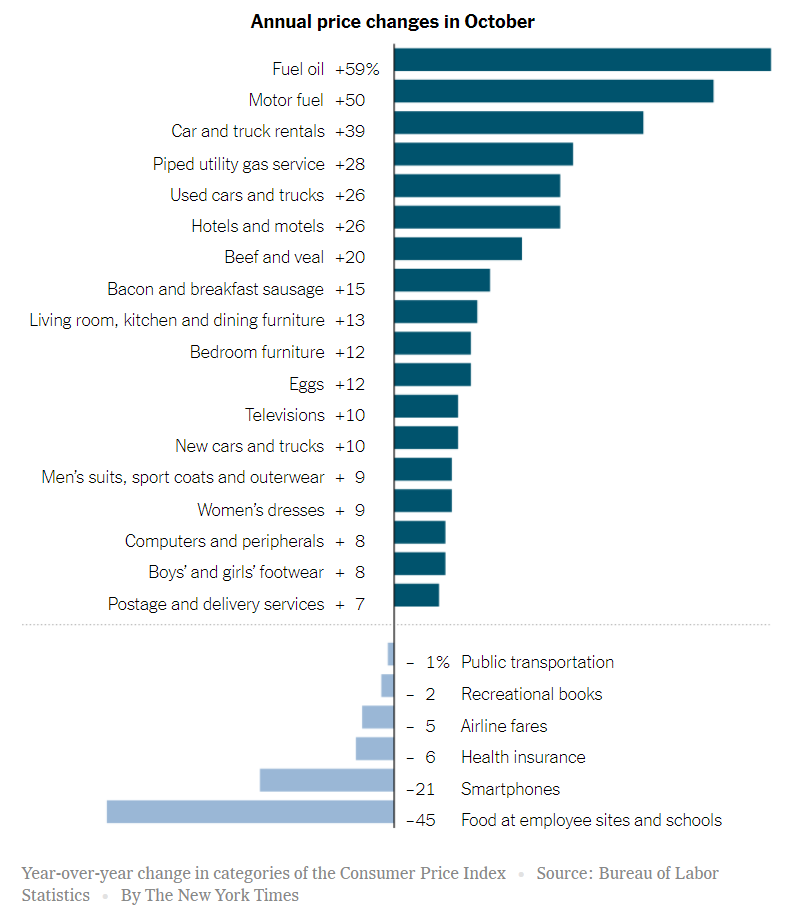 Annual price changes in October
Fuel oil +59%
Motor fuel +50
Car and truck rentals +39
Piped utility gas service +28
Used cars and trucks +26
Hotels and motels +26
Beef and veal +20
Bacon and breakfast sausage +15
Living room, kitchen and dining furniture +13
Bedroom furniture +12
Eggs +12
Televisions +10
New cars and trucks +10
Men’s suits, sport coats and outerwear + 9
Women’s dresses + 9
Computers and peripherals + 8
Boys’ and girls’ footwear + 8
Postage and delivery services + 7
– 1% Public transportation
– 2 Recreational books
– 5 Airline fares
– 6 Health insurance
–21 Smartphones
–45 Food at employee sites and schools
Year-over-year change in categories of the Consumer Price Index • Source: Bureau of Labor
Statistics • By The New York Times